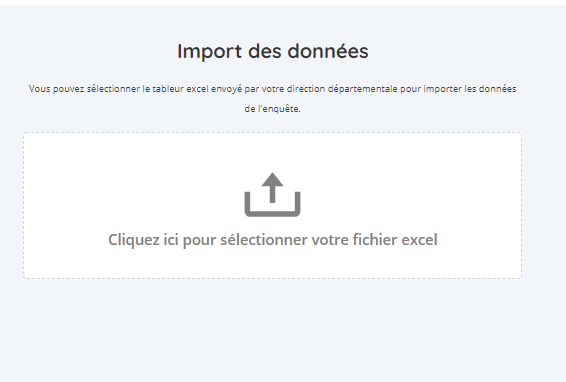 Import des données
Vous pouvez sélectionner le tableur excel envoyé par votre direction départementale pour importer les données
de l'enquête.
Cliquez ici pour sélectionner votre fichier excel